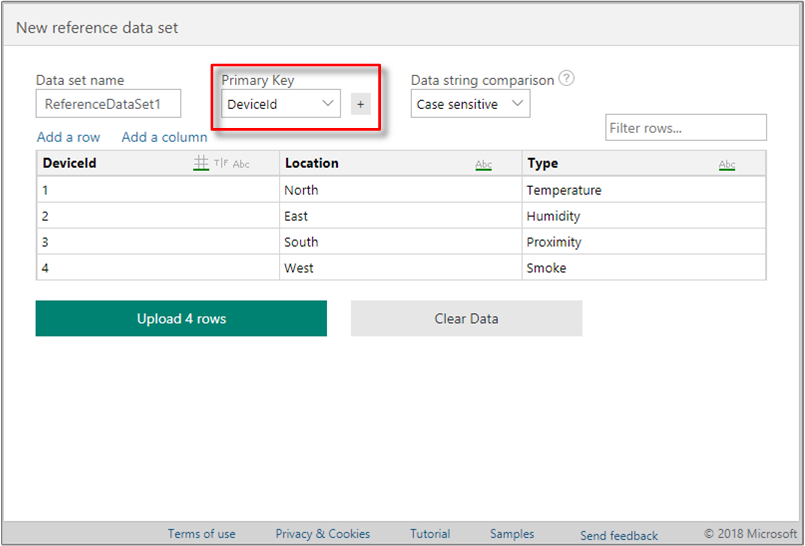 New reference data set
Data set name Primary Key Data string comparison ?
ReferenceDataSet1 DeviceId + Case sensitive
Filter rows...
Add a row Add a column
DeviceId T|F Abc Location Abc Type Abc
1 North Temperature
2 East Humidity
3 South Proximity
4 West Smoke
Upload 4 rows Clear Data
Terms of use Privacy & Cookies Tutorial Samples Send feedback © 2018 Microsoft